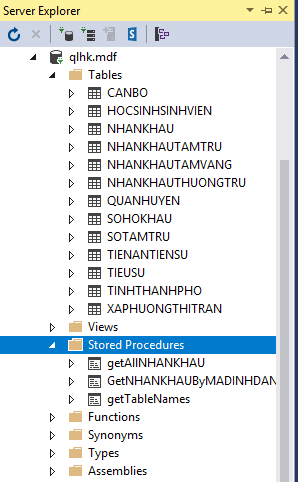 Server Explorer
qlhk.mdf
Tables
CANBO
HOCSINHSINHVIEN
NHANKHAU
NHANKHAUTAMTRU
NHANKHAUTAMVANG
NHANKHAUTHUONGTRU
QUANHUYEN
SOHOKHAU
SOTAMTRU
TIENANTIENSU
TIEUSU
TINHTHANHPHO
XAPHUONGTHITRAN
Views
Stored Procedures
getAllNHANKHAU
GetNHANKHAUByMADINHDAN
getTableNames
Functions
Synonyms
Types
Assemblies